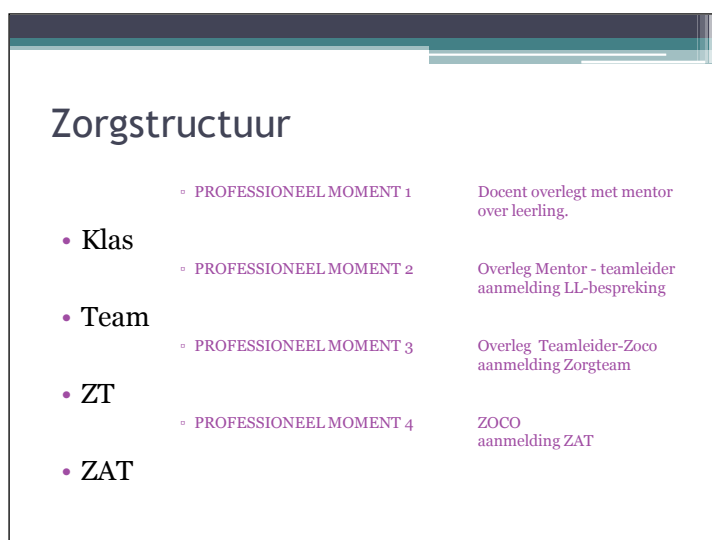 Zorgstructuur
▫ PROFESSIONEEL MOMENT 1 Docent overlegt met mentor
over leerling.
• Klas
▫ PROFESSIONEEL MOMENT 2 Overleg Mentor - teamleider
aanmelding LL-bespreking
• Team
▫ PROFESSIONEEL MOMENT 3 Overleg Teamleider-Zoco
aanmelding Zorgteam
• ZT
▫ PROFESSIONEEL MOMENT 4 ZOCO
aanmelding ZAT
• ZAT